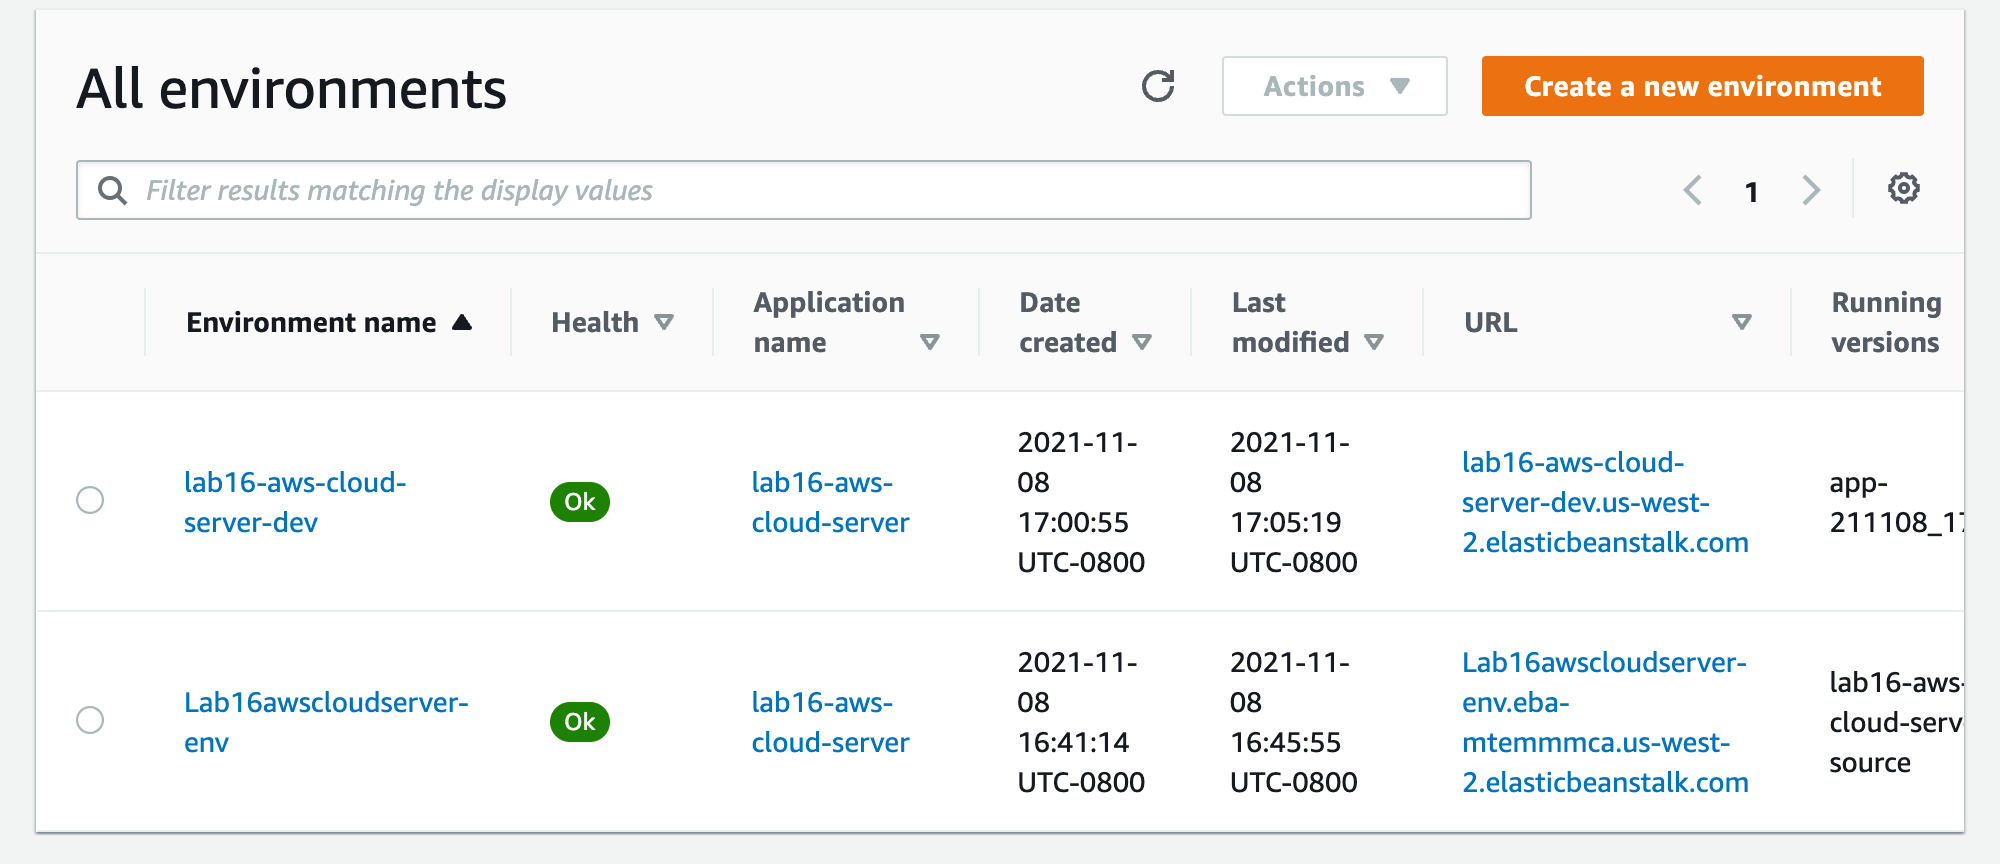 All environments
Actions
Create a new environment
Filter results matching the display values
1
Environment name
Health
Application
name
Date
created
Last
modified
URL
Running
versions
lab16-aws-cloud-
server-dev
Ok
lab16-aws-
cloud-server
2021-11-
08
17:00:55
UTC-0800
2021-11-
08
17:05:19
UTC-0800
lab16-aws-cloud-
server-dev.us-west-
2.elasticbeanstalk.com
app-
211108_17
Lab16awscloudserver-
env
Ok
lab16-aws-
cloud-server
2021-11-
08
16:41:14
UTC-0800
2021-11-
08
16:45:55
UTC-0800
Lab16awscloudserver-
env.eba-
mtemmmca.us-west-
2.elasticbeanstalk.com
lab16-aws-
cloud-serv
source